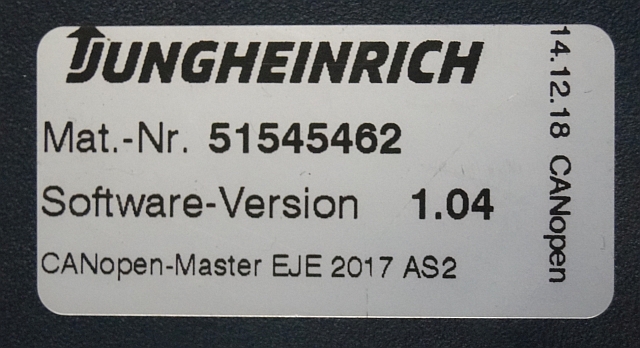 JUNGHEINRICH
Mat.-Nr. 51545462
Software-Version 1.04
CANopen-Master EJE 2017 AS2
14.12.18 CANopen